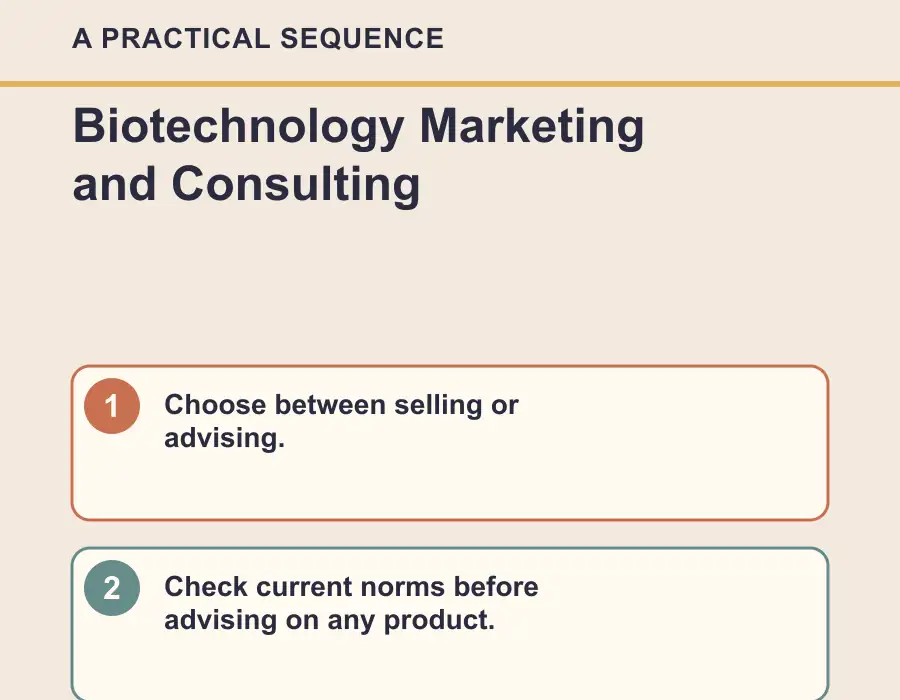 A PRACTICAL SEQUENCE
Biotechnology Marketing
and Consulting
1
Choose between selling or
advising.
2
Check current norms before
advising on any product.